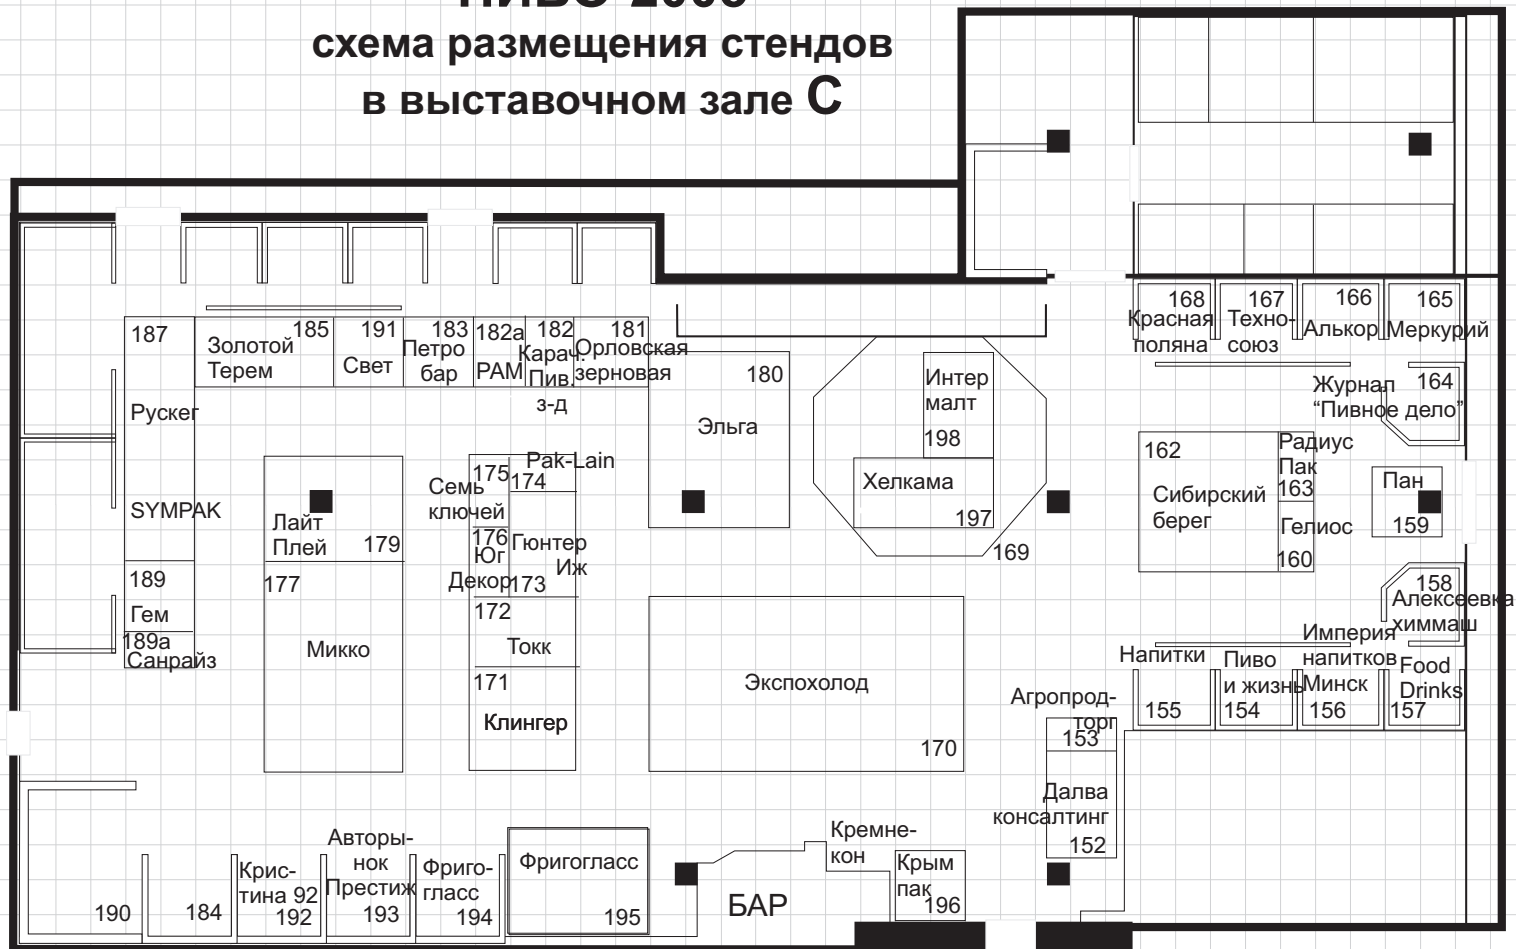 схема размещения стендов
в выставочном зале С
168
Красная
поляна
167
Техно-
союз
166
Алькор
165
Меркурий
187
Рускег
SYMPAK
185
Золотой
Терем
191
Свет
183
Петро
бар
182а
РАМ
182
Карач.
Пив.
з-д
181
Орловская
зерновая
180
Эльга
Интер
малт
198
Хелкама
197
169
Журнал
“Пивное дело”
164
162
Сибирский
берег
Радиус
Пак
163
Гелиос
160
Пан
159
158
Алексеевка
химмаш
Лайт
Плей
179
177
Микко
Семь
ключей
175
Pak-Lain
174
176
Юг
Декор
Гюнтер
Иж
173
172
Токк
171
Клингер
189
Гем
189а
Санрайз
Экспохолод
170
Напитки
155
Пиво
и жизнь
154
Империя
напитков
Минск
156
Food
Drinks
157
Агропрод-
торг
153
Далва
консалтинг
152
190
184
Крис-
тина 92
192
Авторы-
нок
Престиж
193
Фриго-
гласс
194
Фригогласс
195
БАР
Кремне-
кон
Крым
пак
196